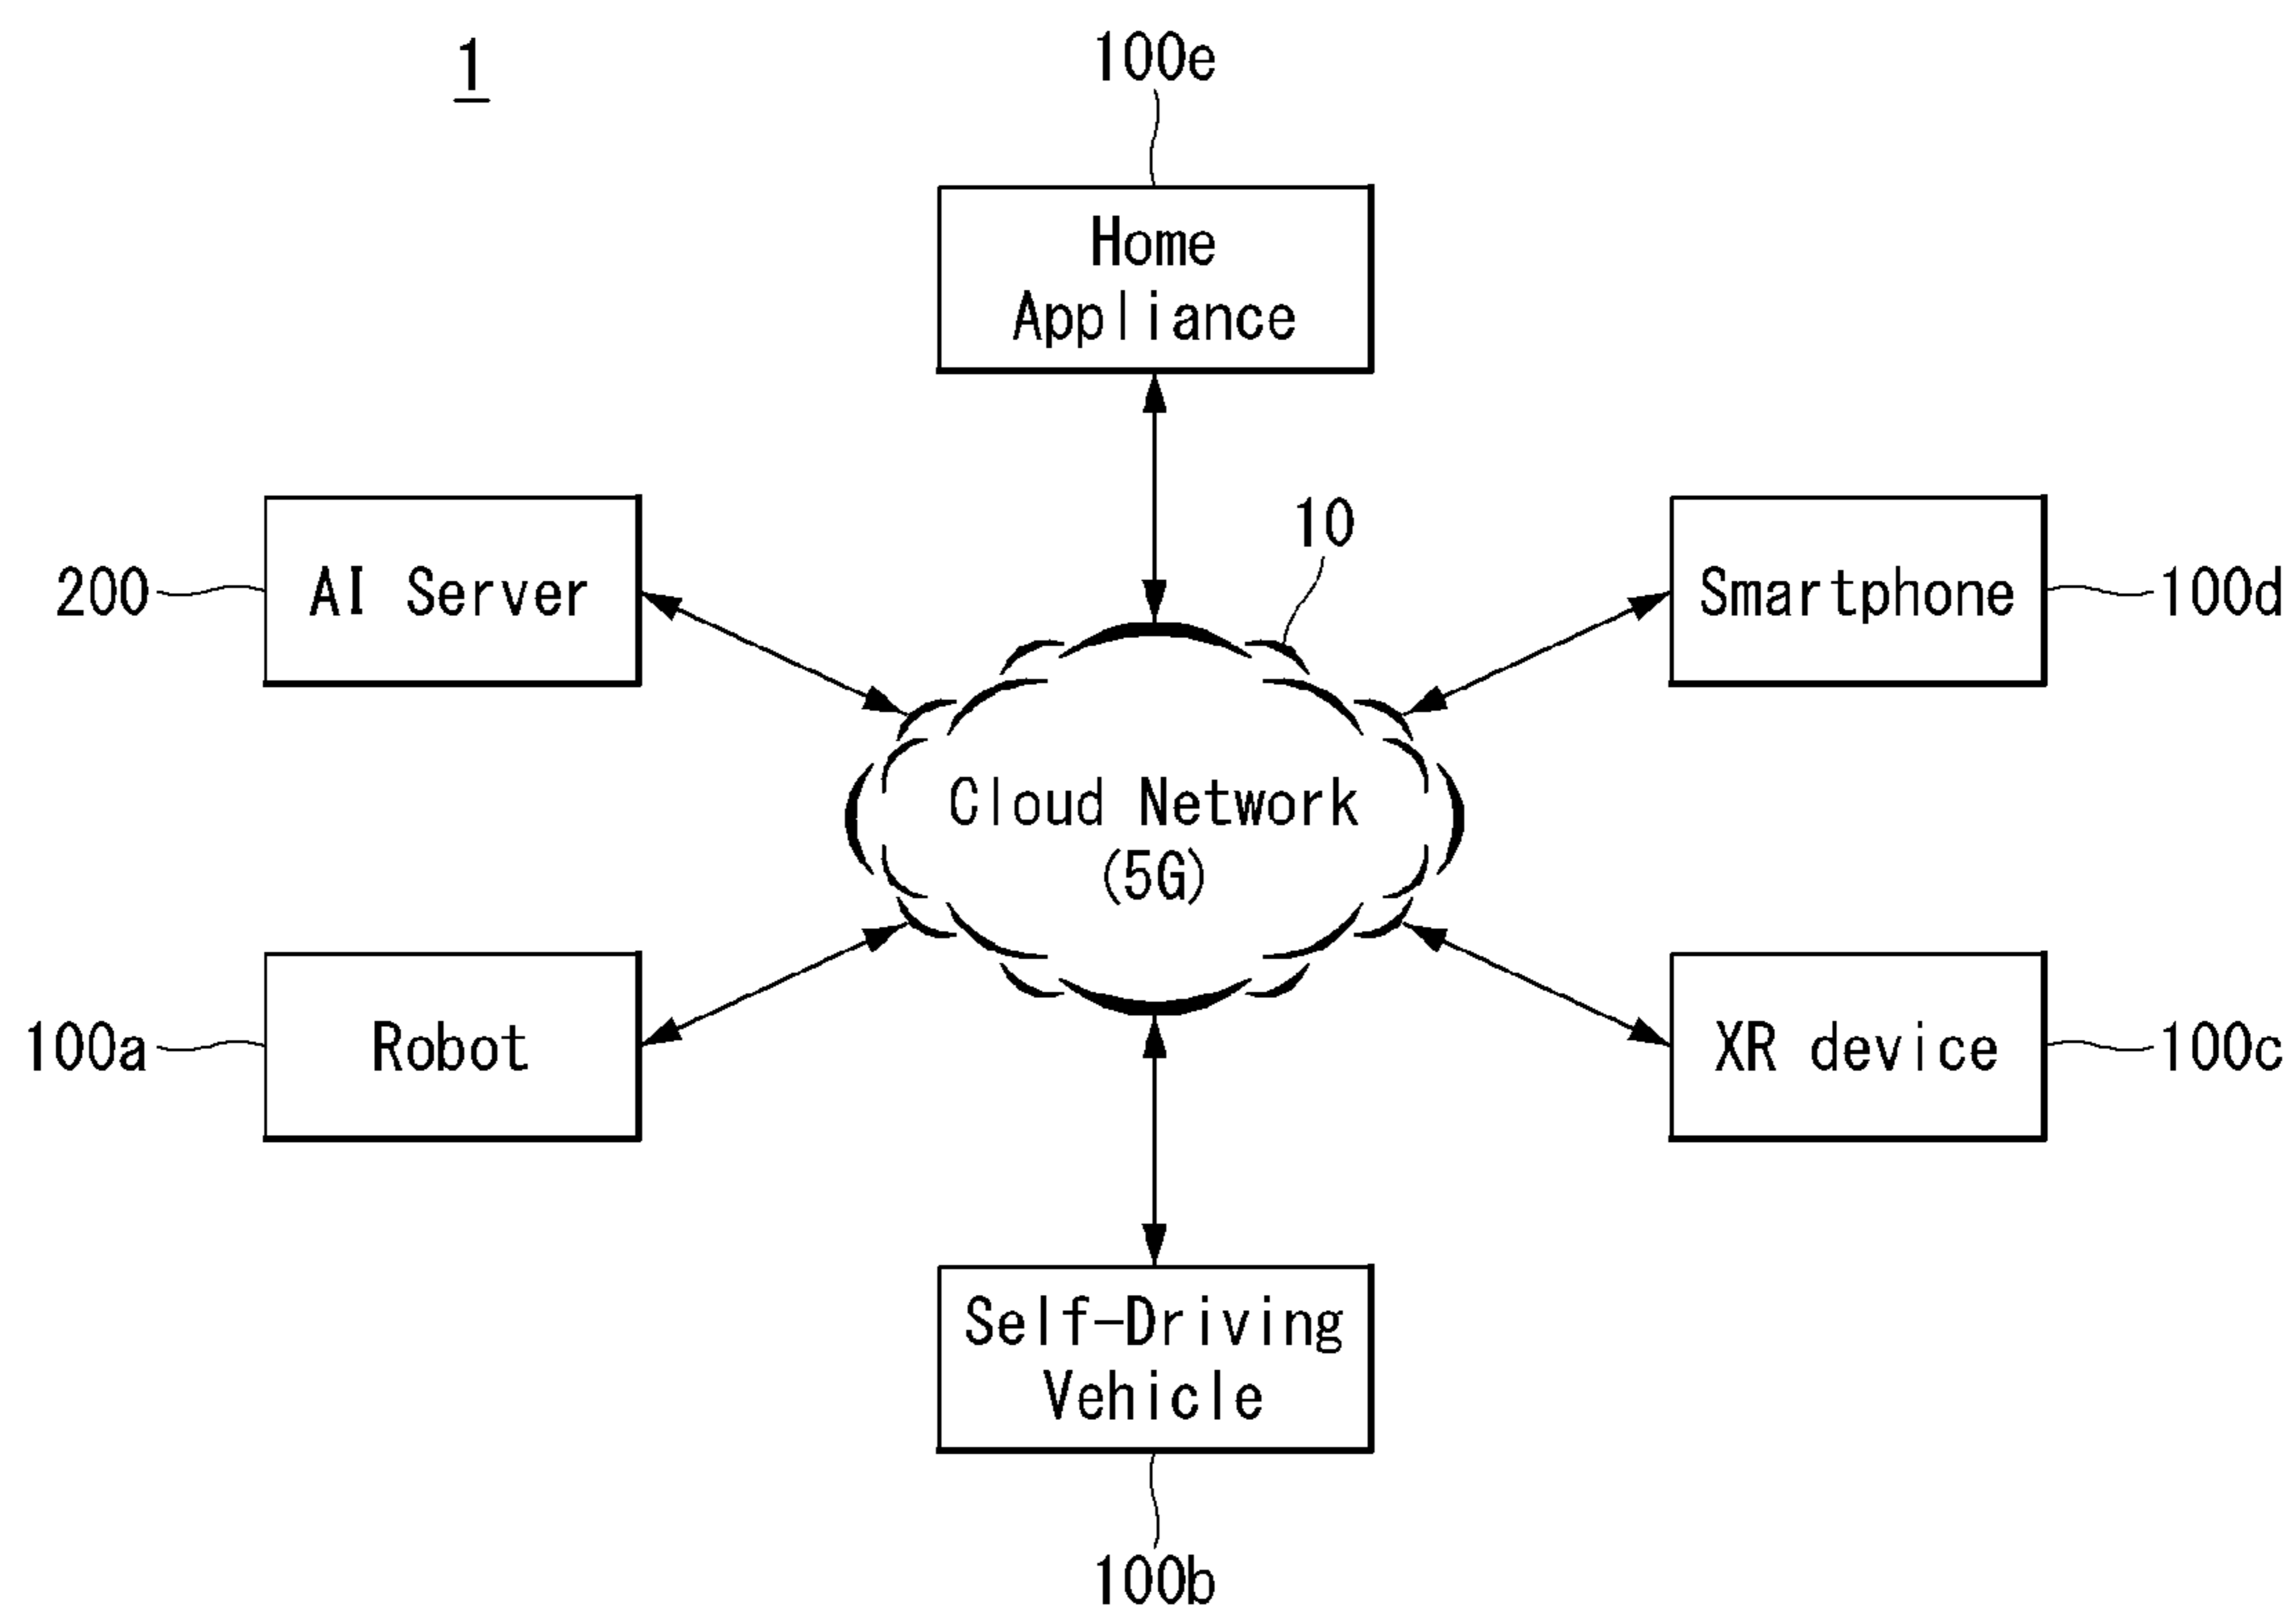 1
100e
Home
Appliance
10
200
AI Server
Smartphone
100d
Cloud Network
(5G)
100a
Robot
XR device
100c
Self-Driving
Vehicle
100b